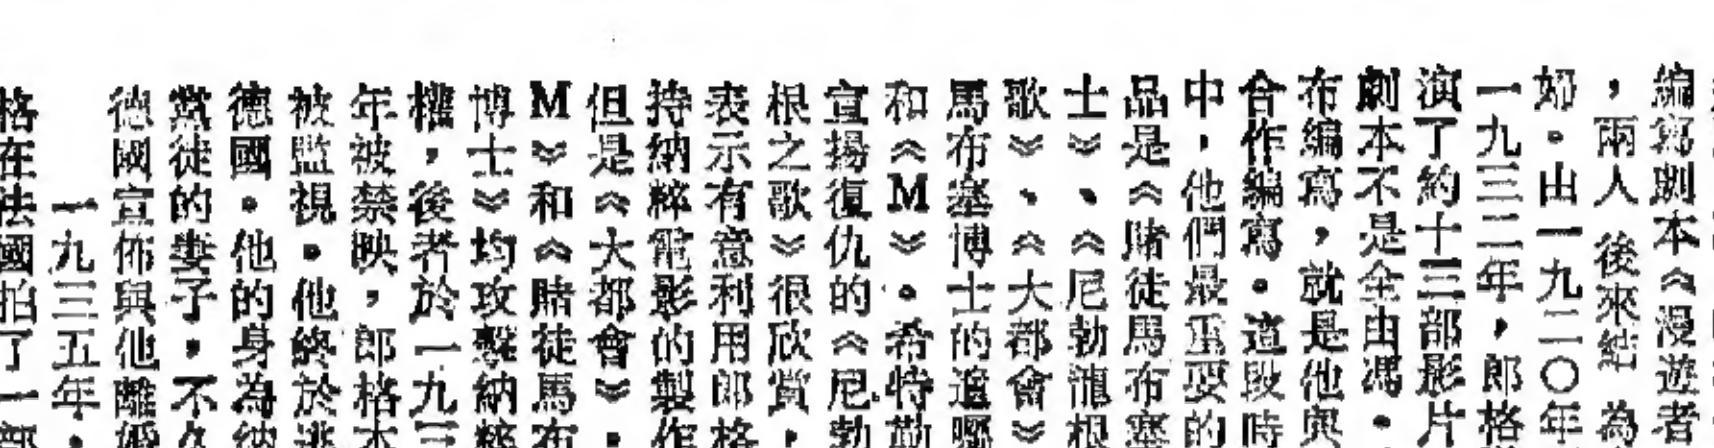 編寫劇本《漫遊者
，兩人後來結為
婦。由一九二〇年
一九三二年，郎格
演了約十三部影片
劇本不是全由馮·
布編寫，就是他與
合作編寫。這段時
中，他們最重要的
品是《賭徒馬布塞
士》、《尼勃龍根
歌》、《大都會》
馬布塞博士的遺囑
和《M》。希特勒
宣揚復仇的《尼勃
根之歌》很欣賞，
表示有意利用郎格
持納粹電影的製作
但是《大都會》，
M》和《賭徒馬布
博士》均攻擊納粹
權，後者於一九三
年被禁映，郎格本
被監視。他終於逃
德國。他的身為納
黨徒的妻子，不久
德國宣佈與他離婚
一九三五年，
格在法國拍了一部